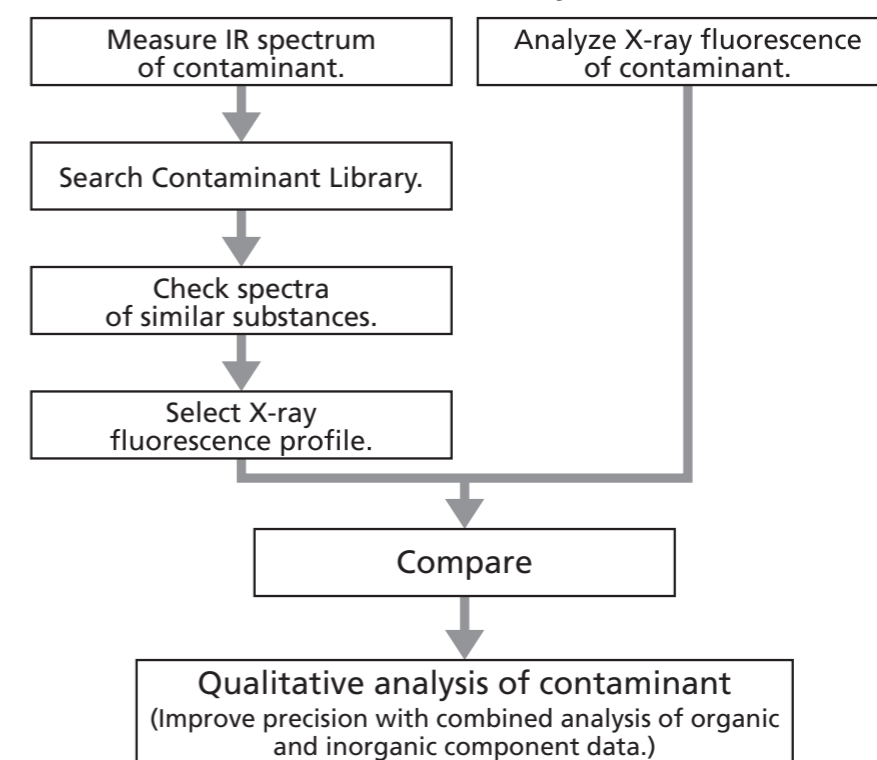 Measure IR spectrum
of contaminant.
Analyze X-ray fluorescence
of contaminant.
Search Contaminant Library.
Check spectra
of similar substances.
Select X-ray
fluorescence profile.
Compare
Qualitative analysis of contaminant
(Improve precision with combined analysis of organic
and inorganic component data.)